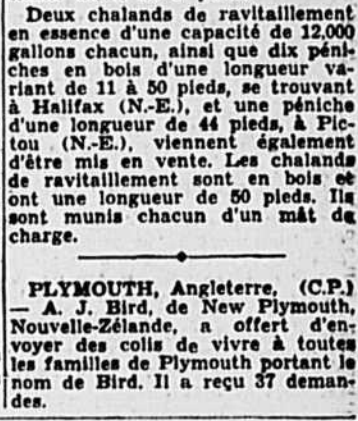 Deux chalands de ravitaillement
en essence d'une capacité de 12,000
gallons chacun, ainsi que dix péni-
ches en bois d'une longueur va-
riant de 11 à 50 pieds, se trouvant
à Halifax (N.-E.), et une péniche
d'une longueur de 44 pieds, à Pic-
tou (N.-E.), viennent également
d'être mis en vente. Les chalands
de ravitaillement sont en bois et
ont une longueur de 50 pieds. Ils
sont munis chacun d'un mât de
charge.
PLYMOUTH, Angleterre, (C.P.)
— A. J. Bird, de New Plymouth,
Nouvelle-Zélande, a offert d'en-
voyer des colis de vivre à toutes
les familles de Plymouth portant le
nom de Bird. Il a reçu 37 deman-
des.